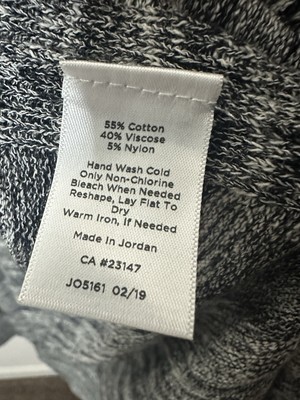 55% Cotton
40% Viscose
5% Nylon
Hand Wash Cold
Only Non-Chlorine
Bleach When Needed
Reshape, Lay Flat To
Dry
Warm Iron, If Needed
Made In Jordan
CA #23147
JO5161 02/19